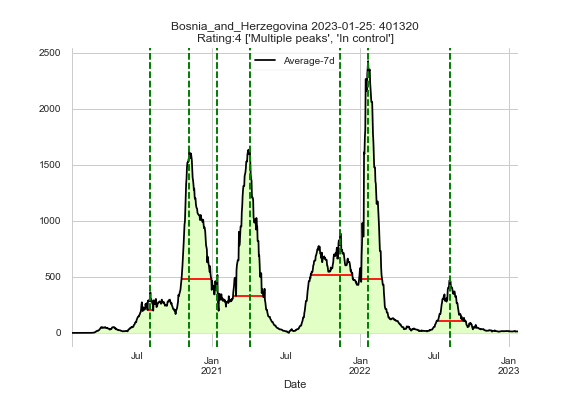 Bosnia_and_Herzegovina 2023-01-25: 401320
Rating:4 ['Multiple peaks', 'In control']
Average-7d
2500
2000
1500
1000
500
0
Jul
Jan
2021
Jul
Jan
2022
Jul
Jan
2023
Date